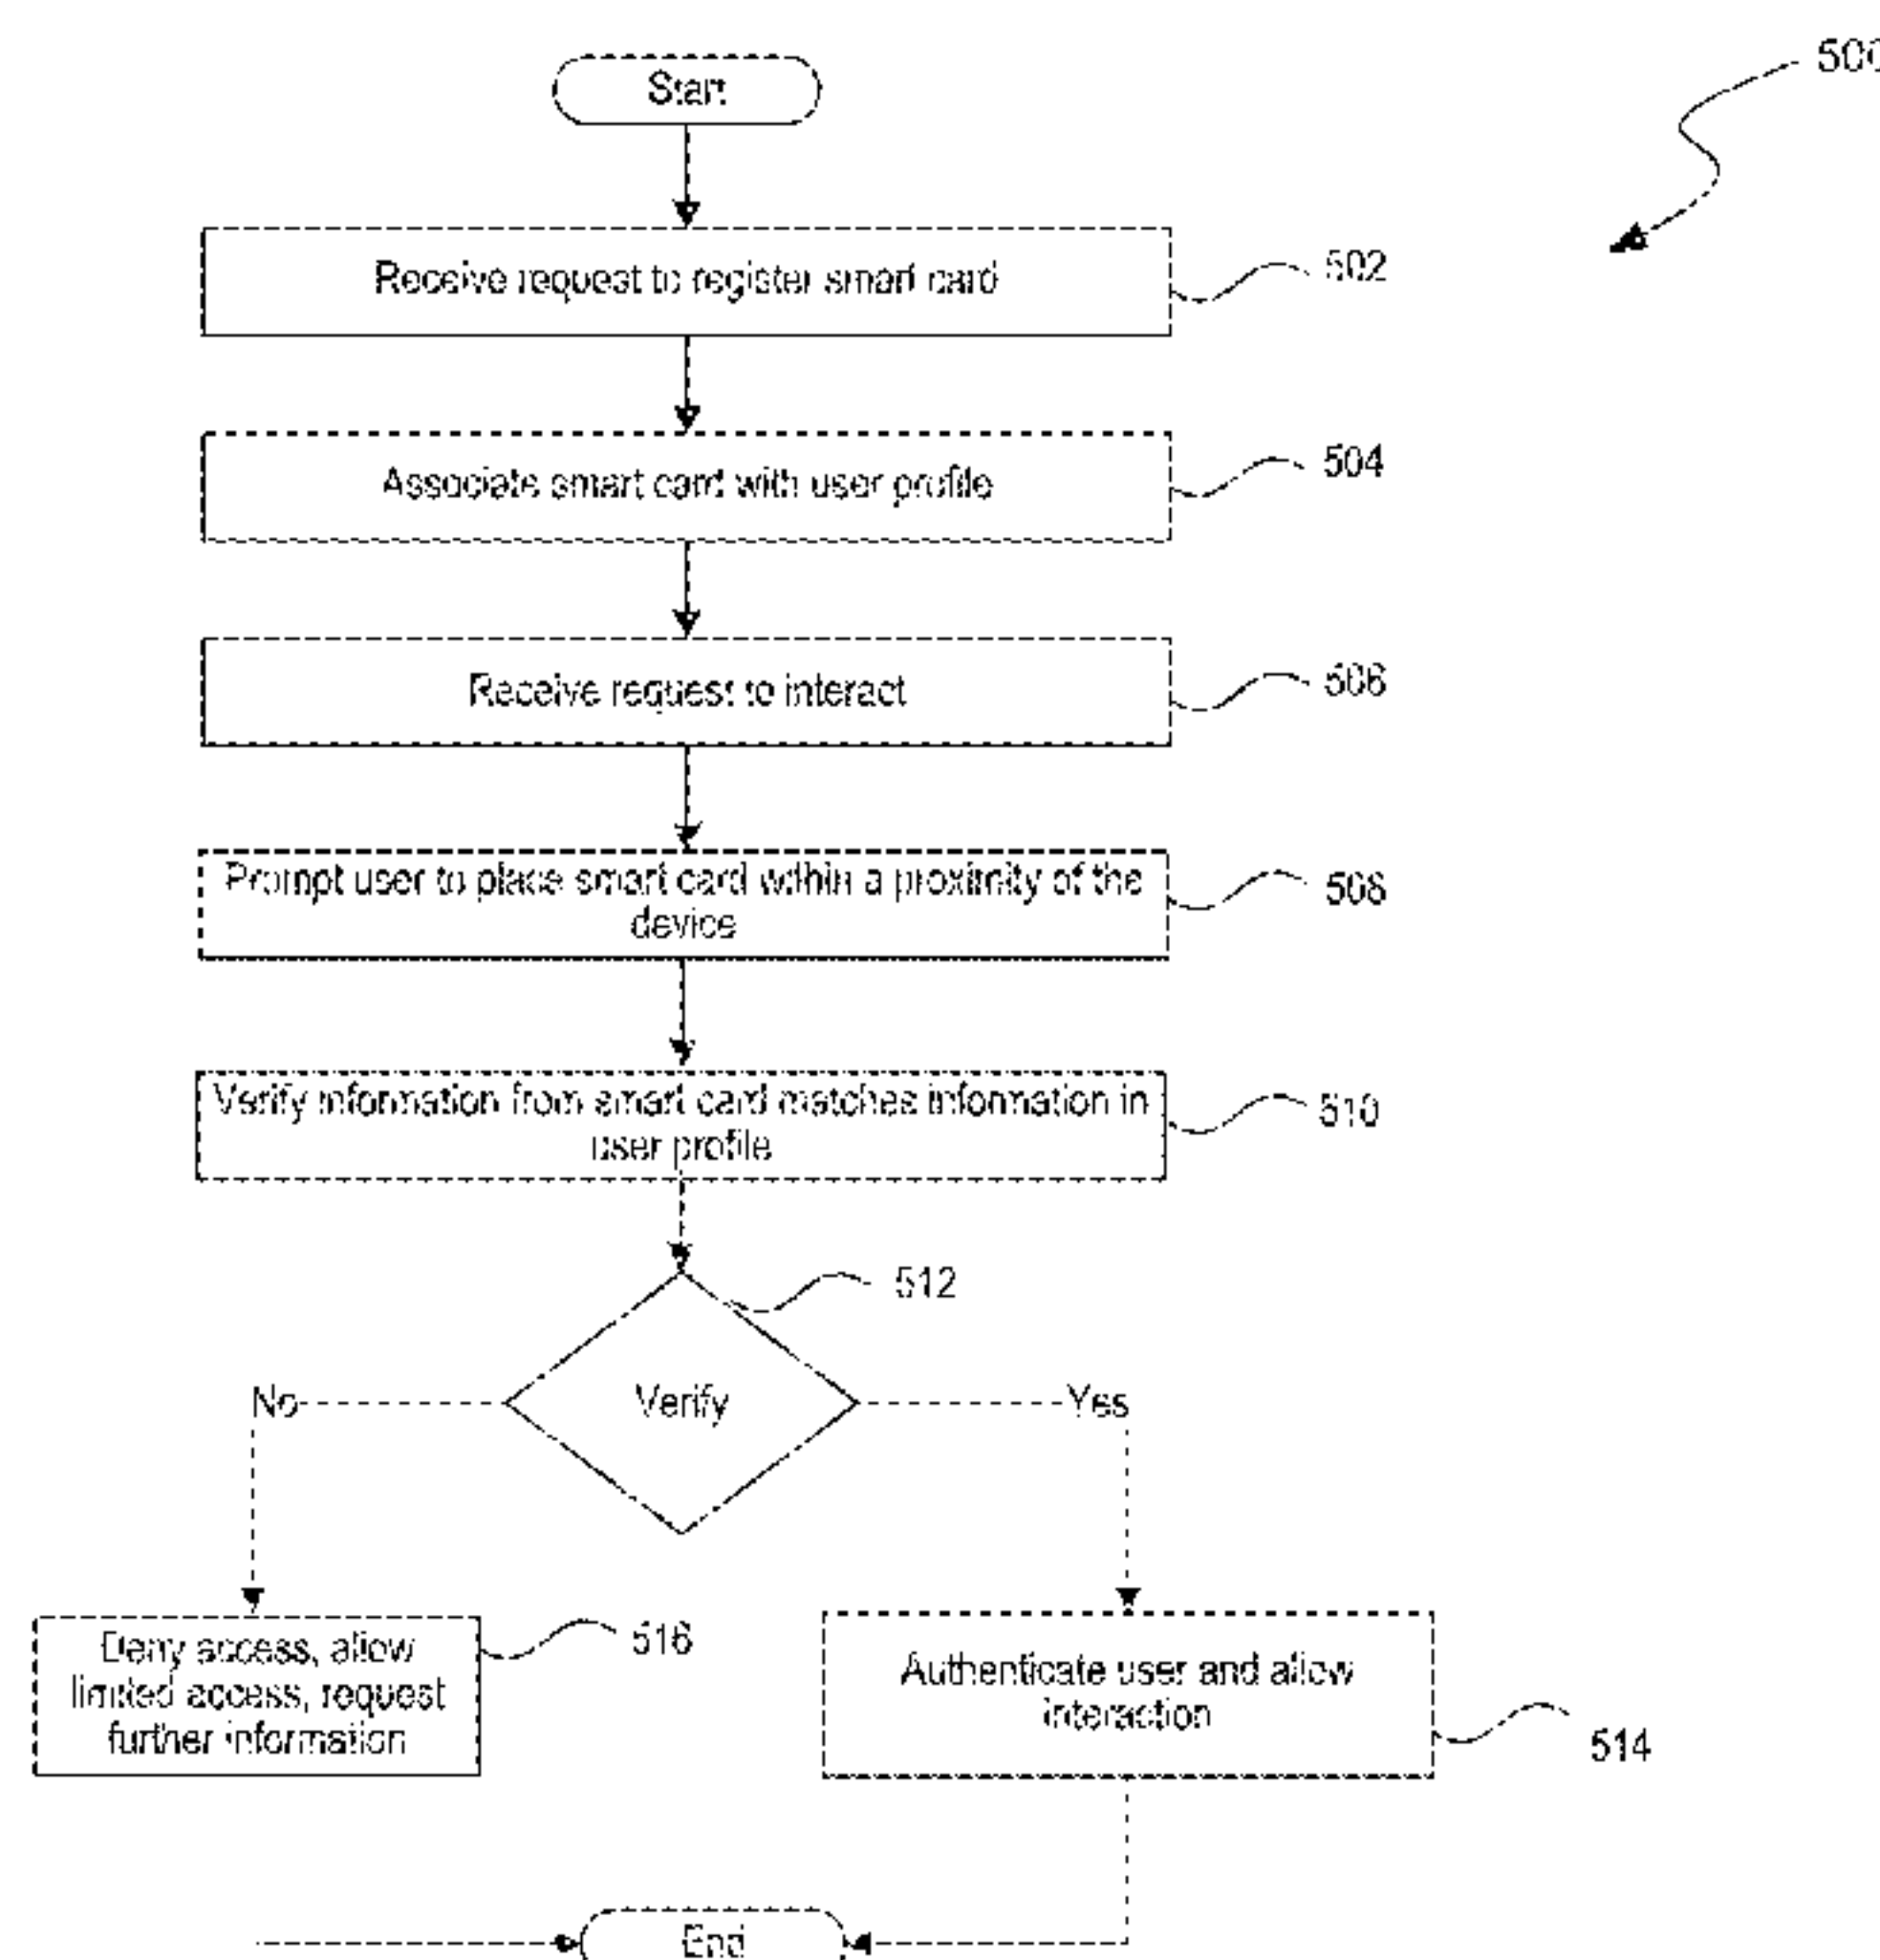 Start
500
Receive request to register smart card
502
Associate smart card with user profile
504
Receive request to interact
506
Prompt user to place smart card within a proximity of the
device
508
Verify information from smart card matches information in
user profile
510
512
Verify
No
Yes
Deny access, allow
limited access, request
further information
516
Authenticate user and allow
interaction
514
End